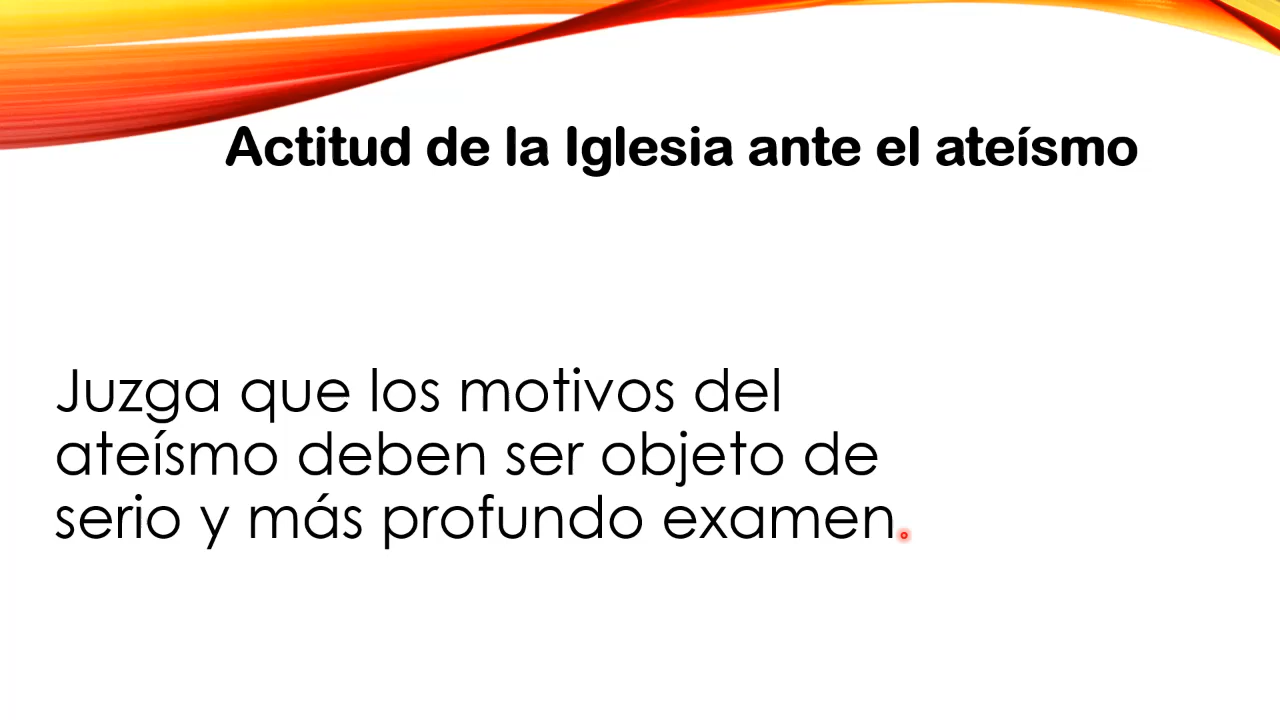 Actitud de la Iglesia ante el ateísmo
Juzga que los motivos del
ateísmo deben ser objeto de
serio y más profundo examen.